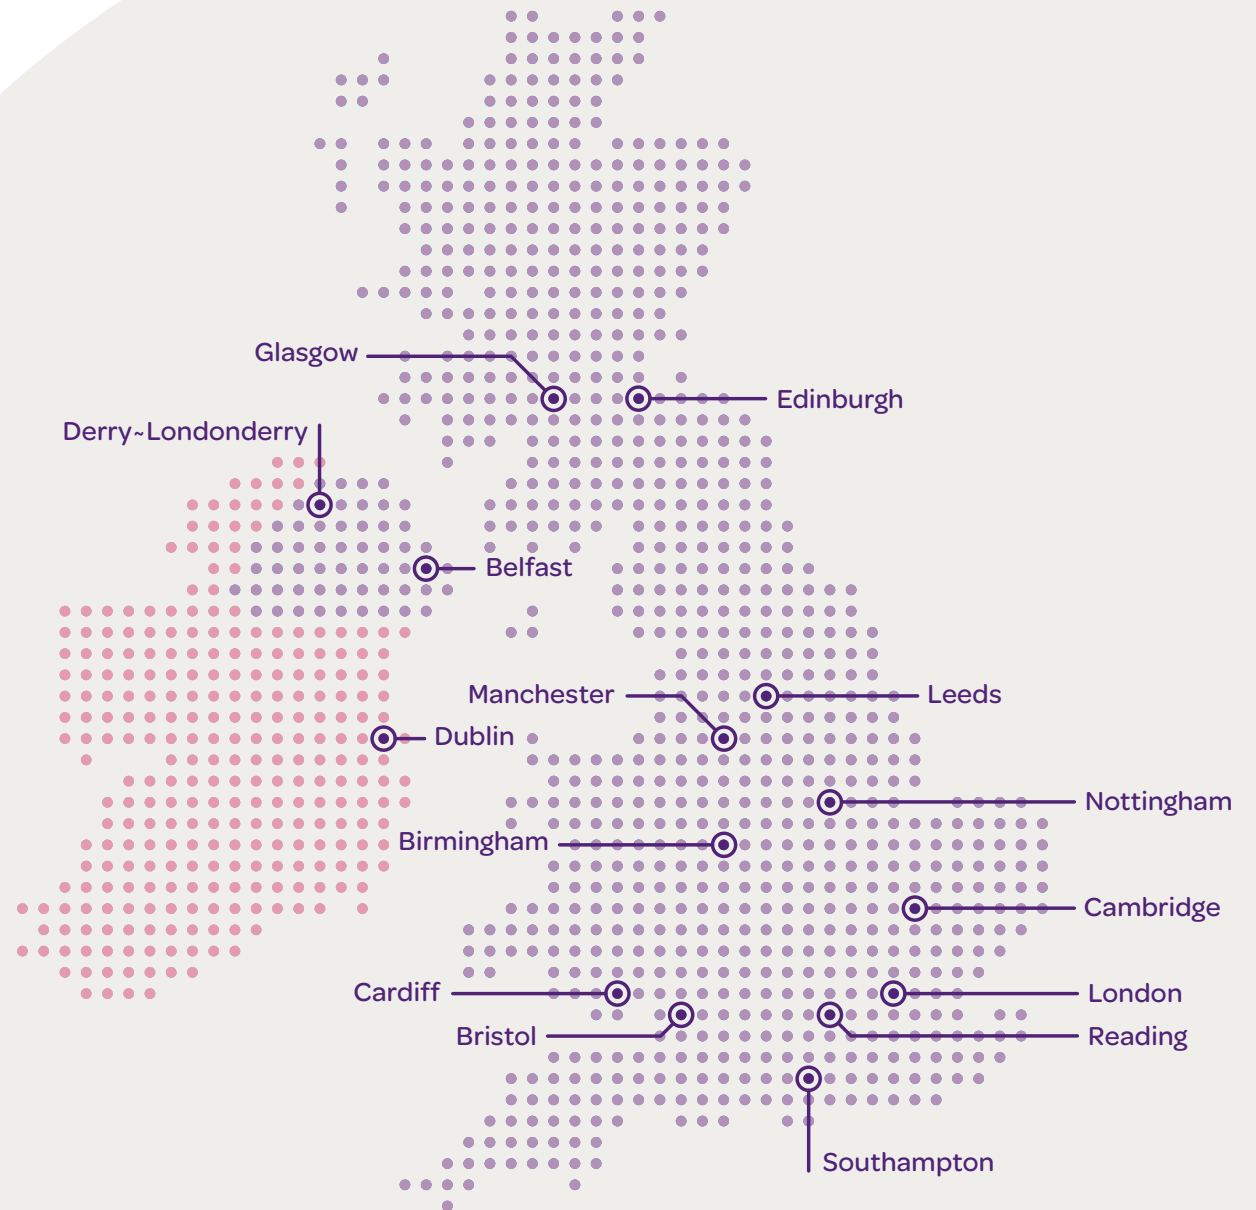 Glasgow
Edinburgh
Derry~Londonderry
Belfast
Manchester
Leeds
Dublin
Nottingham
Birmingham
Cambridge
Cardiff
London
Bristol
Reading
Southampton